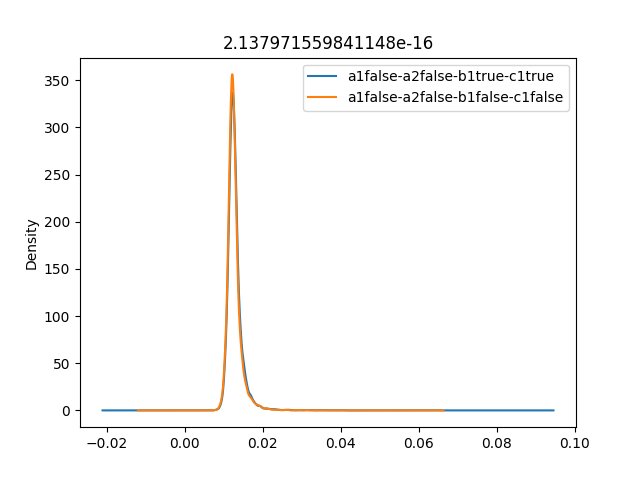 2.137971559841148e-16
a1false-a2false-b1true-c1true
a1false-a2false-b1false-c1false
Density
350
300
250
200
150
100
50
0
−0.02 0.00 0.02 0.04 0.06 0.08 0.10